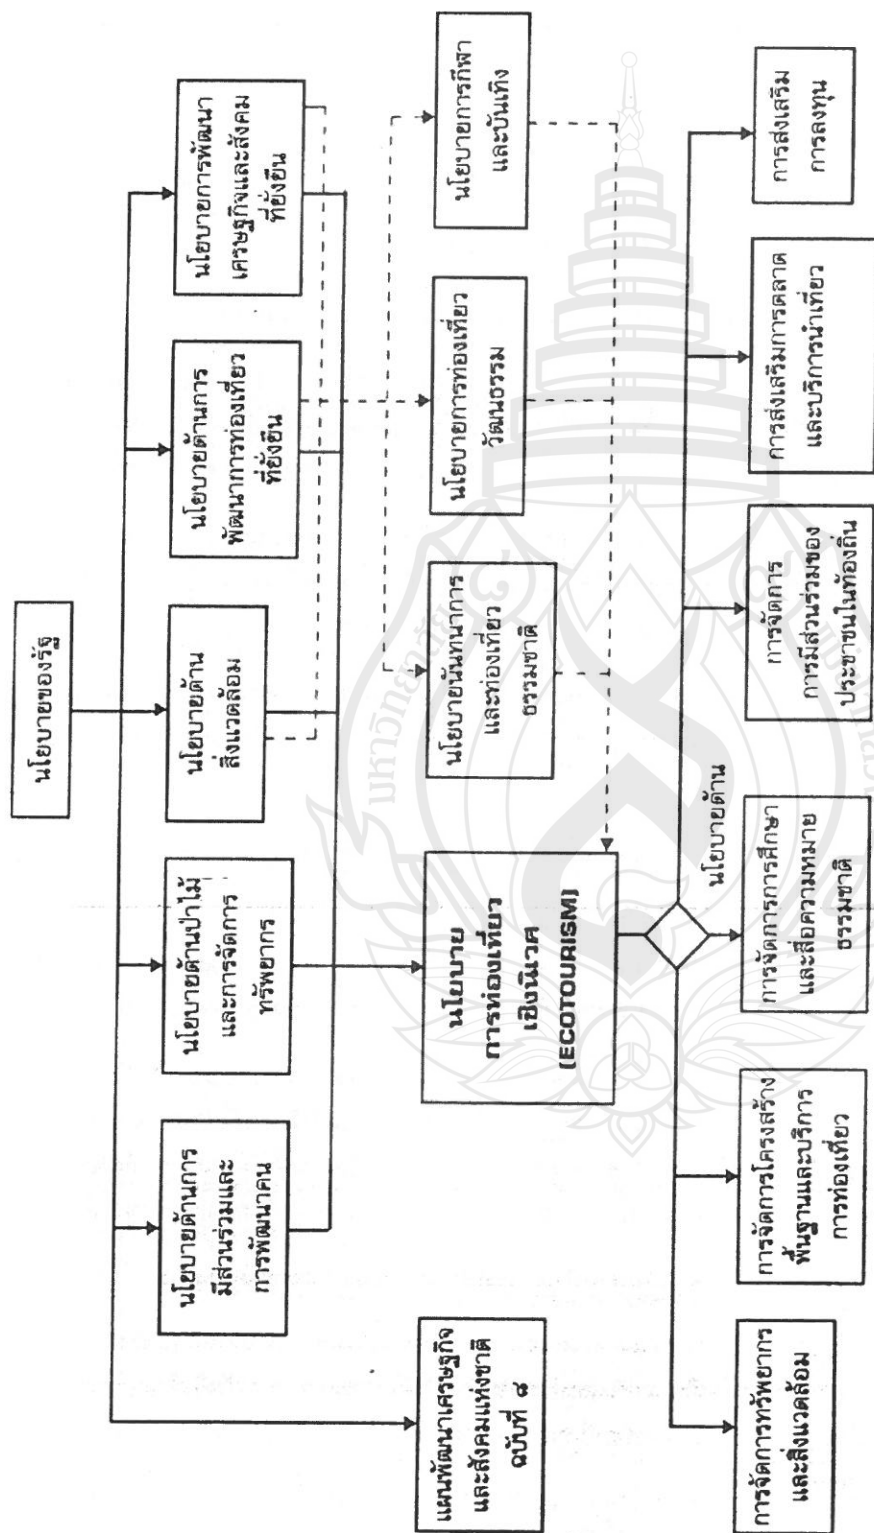 นโยบายของรัฐ
นโยบายด้านการ
มีส่วนร่วมและ
การพัฒนาคน
นโยบายด้านป่าไม้
และการจัดการ
ทรัพยากร
นโยบายด้าน
สิ่งแวดล้อม
นโยบายด้านการ
พัฒนาการท่องเที่ยว
ที่ยั่งยืน
นโยบายการพัฒนา
เศรษฐกิจและสังคม
ที่ยั่งยืน
แผนพัฒนาเศรษฐกิจ
และสังคมแห่งชาติ
ฉบับที่ ๘
นโยบาย
การท่องเที่ยว
เชิงนิเวศ
(ECOTOURISM)
นโยบายนันทนาการ
และท่องเที่ยว
ธรรมชาติ
นโยบายการท่องเที่ยว
วัฒนธรรม
นโยบายการกีฬา
และบันเทิง
นโยบายด้าน
การจัดการทรัพยากร
และสิ่งแวดล้อม
การจัดการโครงสร้าง
พื้นฐานและบริการ
การท่องเที่ยว
การจัดการการศึกษา
และสื่อความหมาย
ธรรมชาติ
การจัดการ
การมีส่วนร่วมของ
ประชาชนในท้องถิ่น
การส่งเสริมการตลาด
และบริการนำเที่ยว
การส่งเสริม
การลงทุน
มหาวิทยาลัย